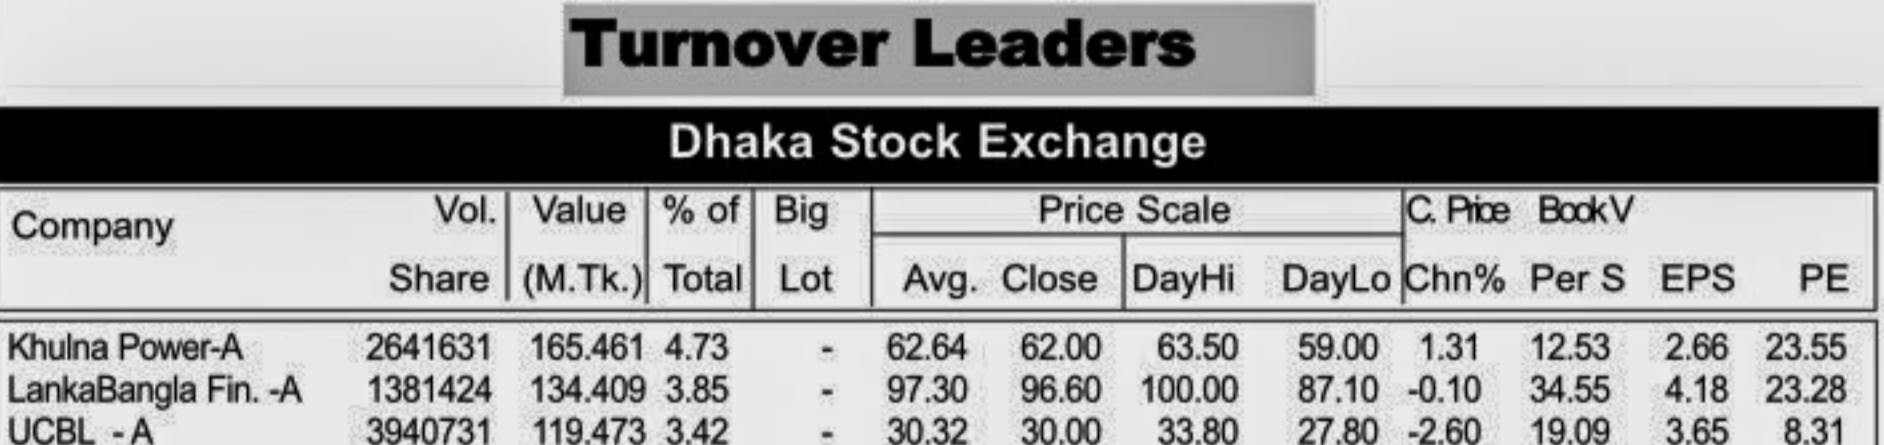 Turnover Leaders
Dhaka Stock Exchange
Company Vol. Value % of Big Price Scale C. Price BookV
Share (M.Tk.) Total Lot Avg. Close DayHi DayLo Chn% Per S EPS PE
Khulna Power-A 2641631 165.461 4.73 - 62.64 62.00 63.50 59.00 1.31 12.53 2.66 23.55
LankaBangla Fin. -A 1381424 134.409 3.85 - 97.30 96.60 100.00 87.10 -0.10 34.55 4.18 23.28
UCBL - A 3940731 119.473 3.42 - 30.32 30.00 33.80 27.80 -2.60 19.09 3.65 8.31